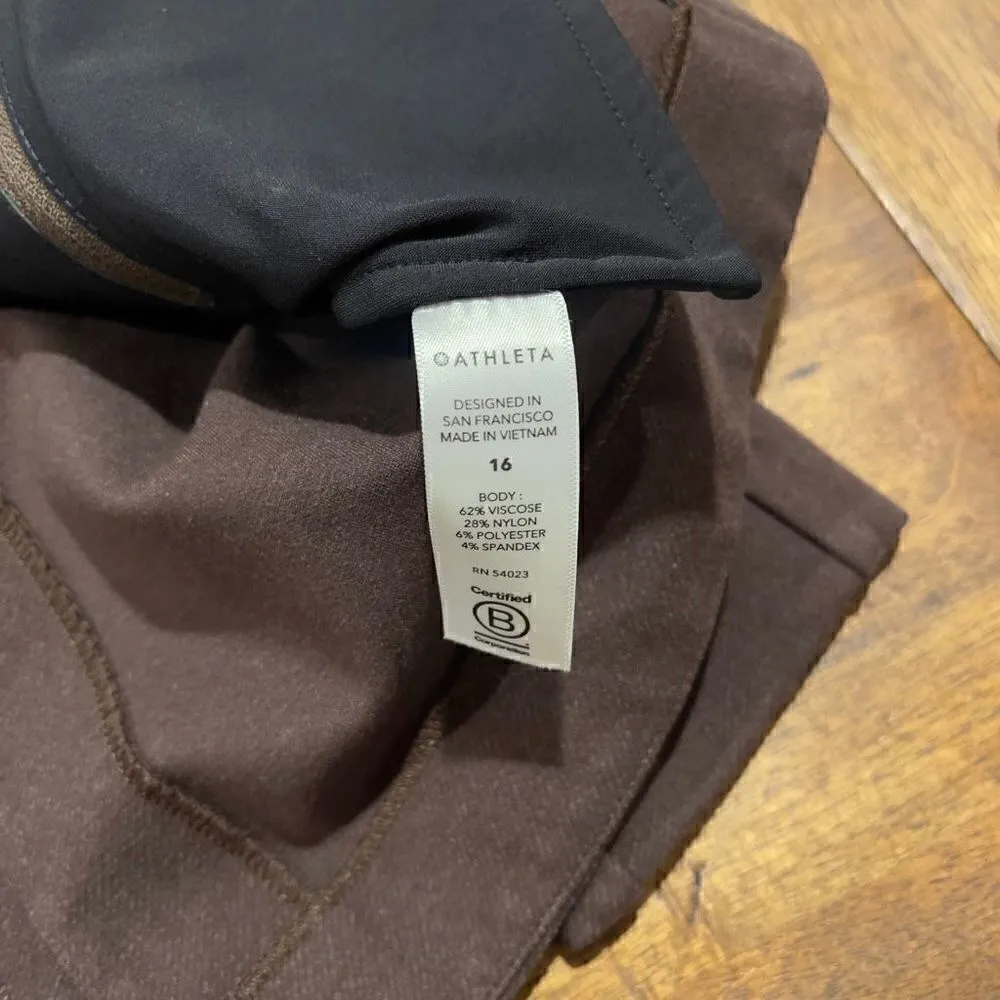 ATHLETA
DESIGNED IN
SAN FRANCISCO
MADE IN VIETNAM
16
BODY :
62% VISCOSE
28% NYLON
6% POLYESTER
4% SPANDEX
RN 54023
Certified
B
Corporation